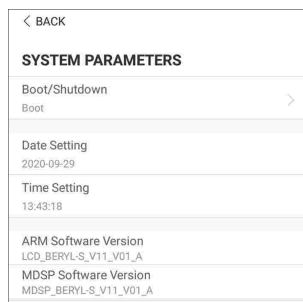 < BACK
SYSTEM PARAMETERS
Boot/Shutdown
Boot
Date Setting
2020-09-29
Time Setting
13:43:18
ARM Software Version
LCD_BERYL-S_V11_V01_A
MDSP Software Version
MDSP_BERYL-S_V11_V01_A